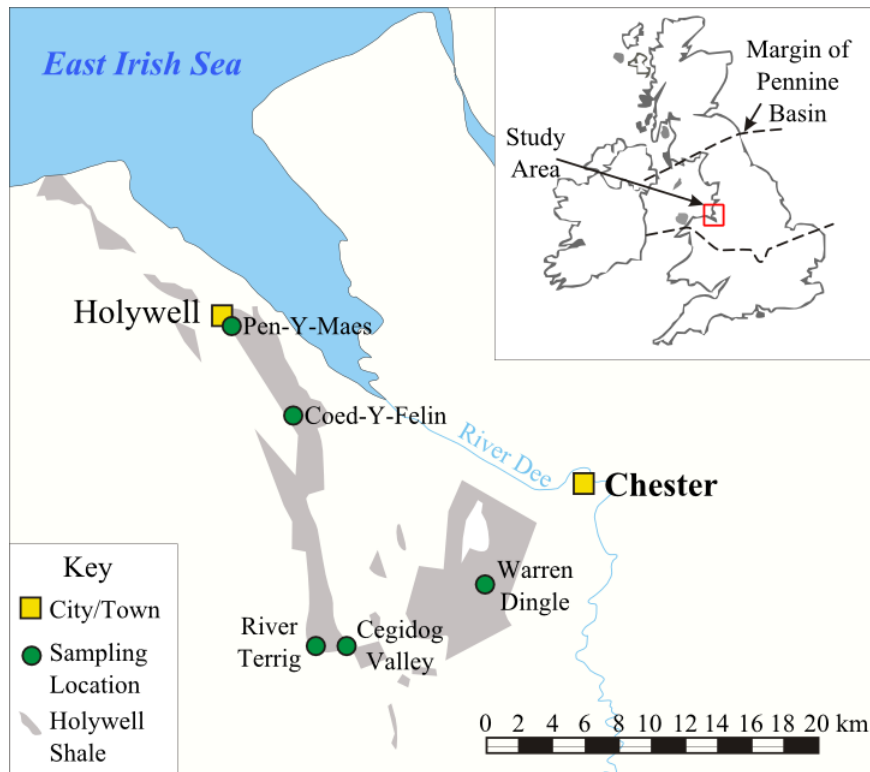 East Irish Sea
Margin of
Pennine
Basin
Study
Area
Holywell
Pen-Y-Maes
Coed-Y-Felin
River Dee
Chester
Warren
Dingle
River
Terrig
Cegidog
Valley
Key
City/Town
Sampling
Location
Holywell
Shale
0 2 4 6 8 10 12 14 16 18 20 km